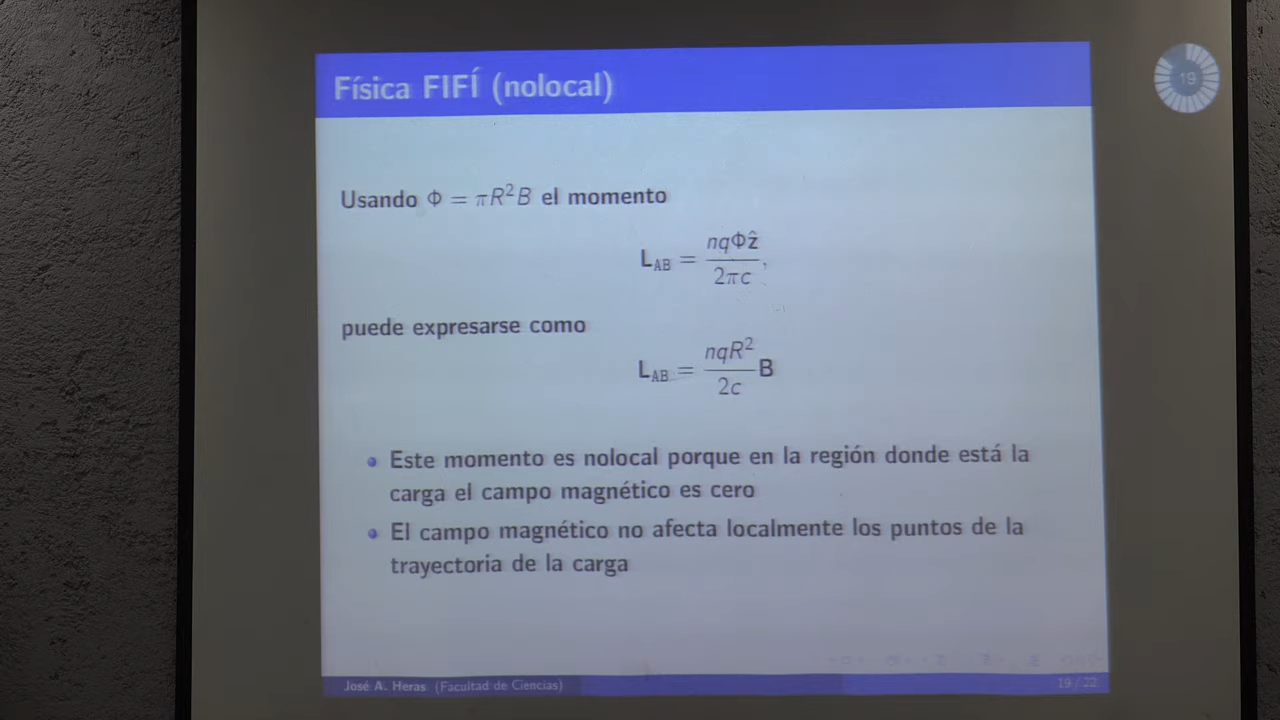 Física FIFÍ (nolocal)
19
Usando Φ = πR²B el momento
L_AB = nqΦẑ / 2πc,
puede expresarse como
L_AB = nqR² / 2c B
Este momento es nolocal porque en la región donde está la
carga el campo magnético es cero
El campo magnético no afecta localmente los puntos de la
trayectoria de la carga
José A. Heras (Facultad de Ciencias)
19 / 22